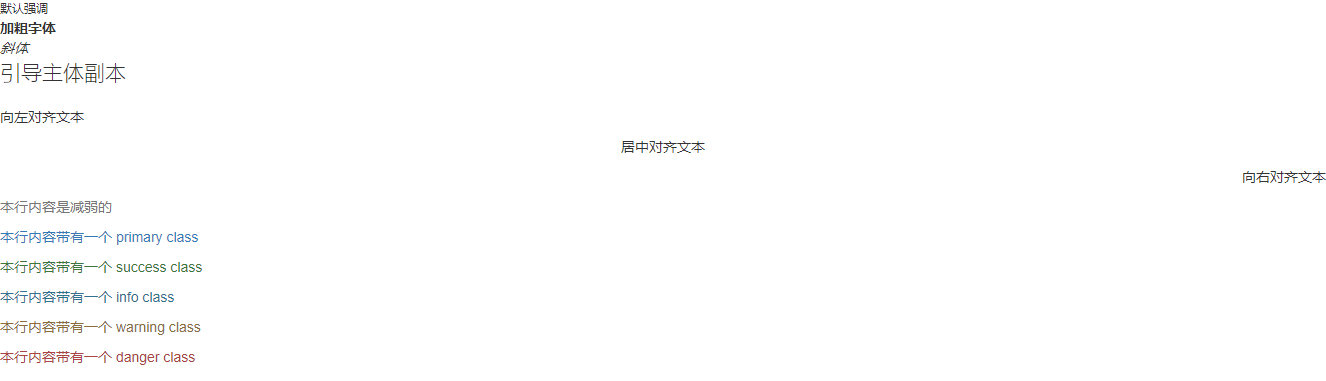 默认强调
加粗字体
斜体
引导主体副本
向左对齐文本
居中对齐文本
向右对齐文本
本行内容是减弱的
本行内容带有一个 primary class
本行内容带有一个 success class
本行内容带有一个 info class
本行内容带有一个 warning class
本行内容带有一个 danger class